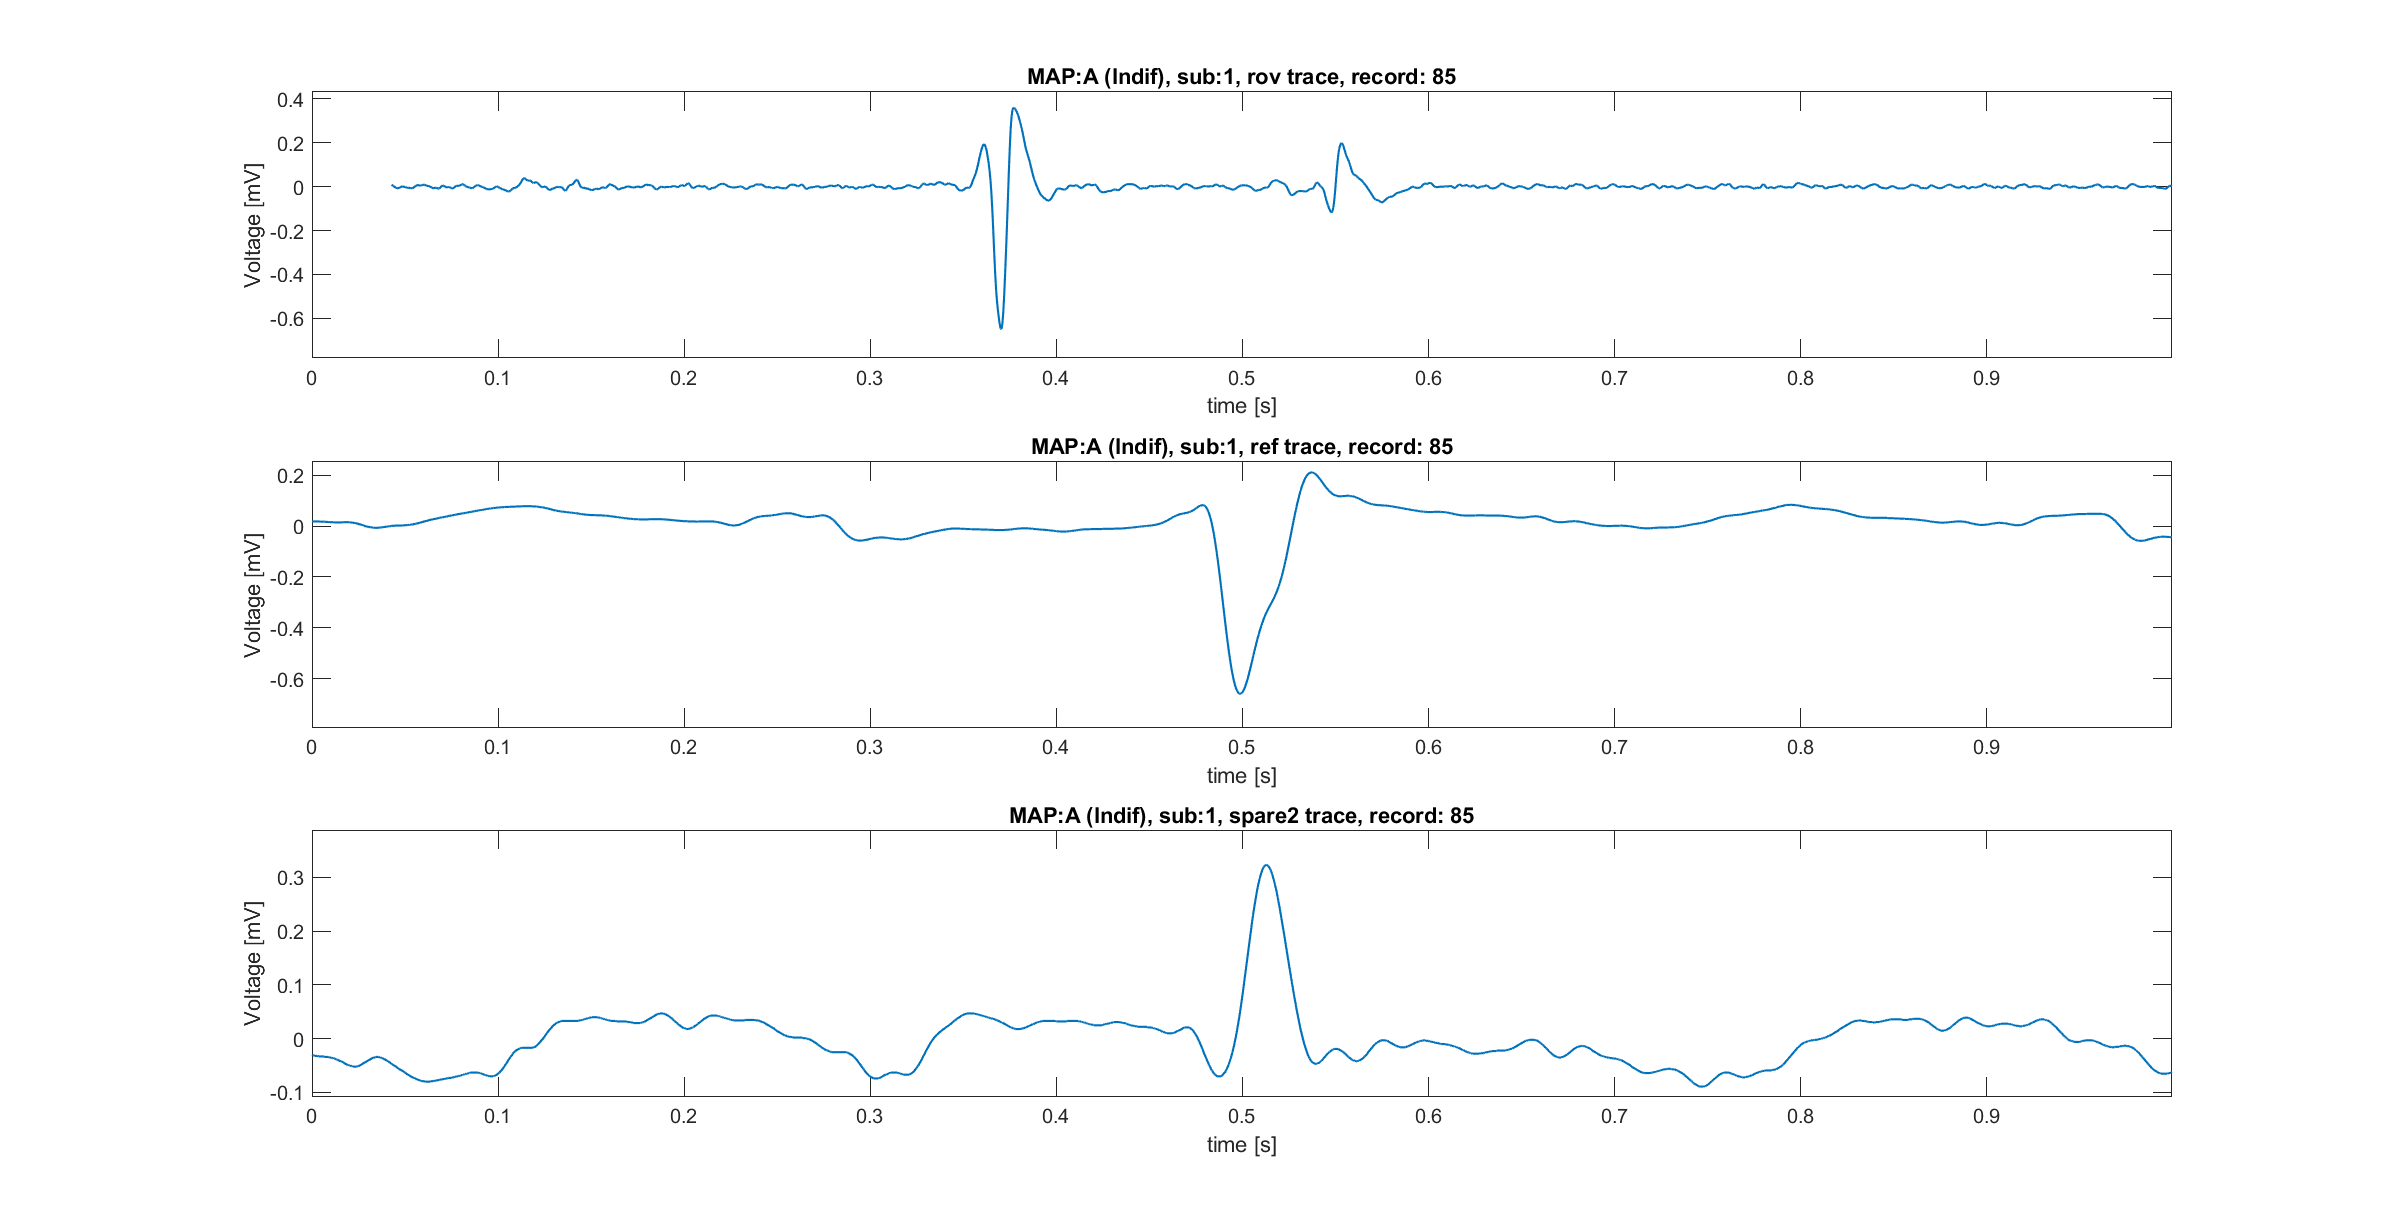 MAP:A (Indif), sub:1, rov trace, record: 85
0.4
0.2
0
-0.2
-0.4
-0.6
Voltage [mV]
0 0.1 0.2 0.3 0.4 0.5 0.6 0.7 0.8 0.9
time [s]
MAP:A (Indif), sub:1, ref trace, record: 85
0.2
0
-0.2
-0.4
-0.6
Voltage [mV]
0 0.1 0.2 0.3 0.4 0.5 0.6 0.7 0.8 0.9
time [s]
MAP:A (Indif), sub:1, spare2 trace, record: 85
0.3
0.2
0.1
0
-0.1
Voltage [mV]
0 0.1 0.2 0.3 0.4 0.5 0.6 0.7 0.8 0.9
time [s]